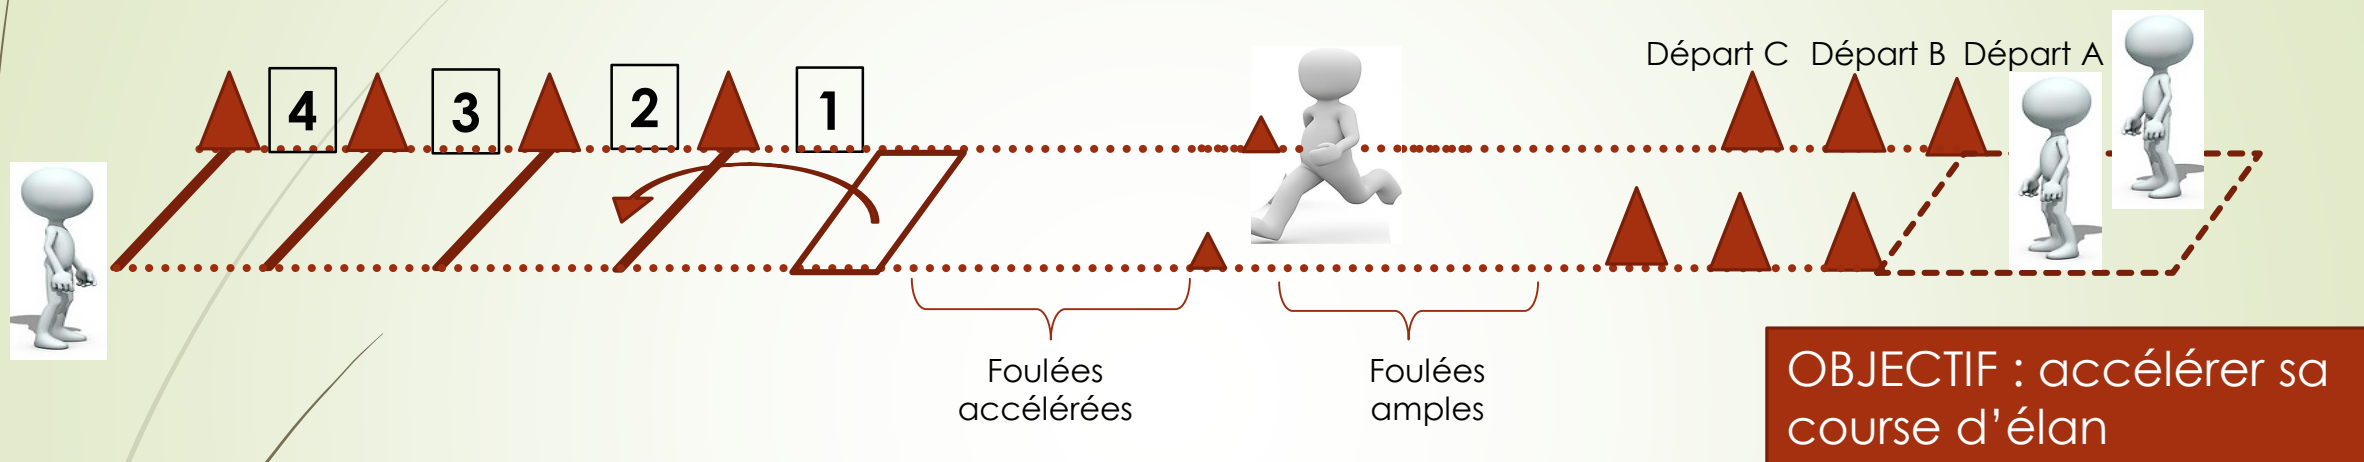 Départ C Départ B Départ A
4 3 2 1
Foulées
accélérées
Foulées
amples
OBJECTIF : accélérer sa
course d’élan